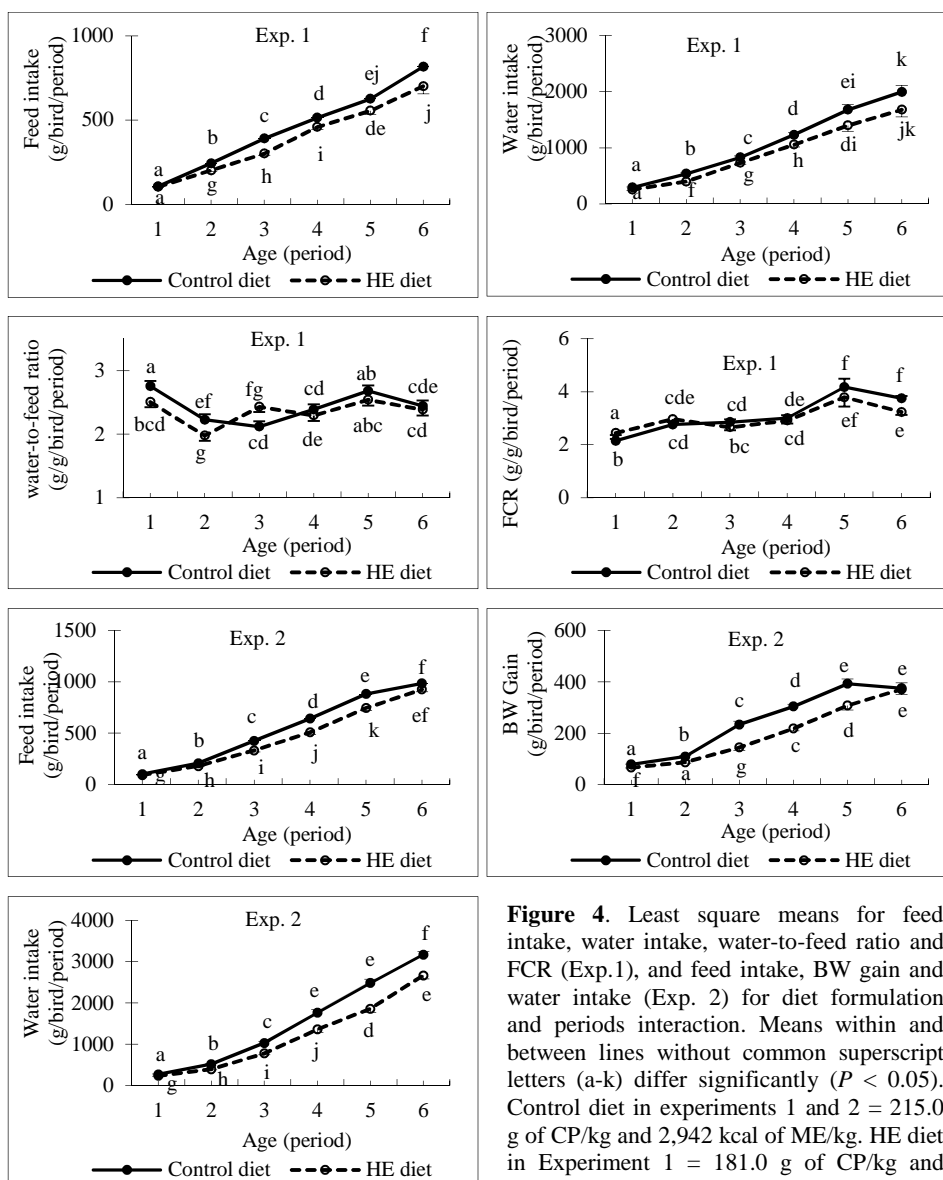 Exp. 1
Feed intake
(g/bird/period)
1000
500
0
a b c d ej f
a g h i de j
1 2 3 4 5 6
Age (period)
Control diet HE diet
Exp. 1
Water intake
(g/bird/period)
3000
2000
1000
0
a b c d ei k
a f g h di jk
1 2 3 4 5 6
Age (period)
Control diet HE diet
Exp. 1
water-to-feed ratio
(g/g/bird/period)
3
2
1
a ef fg cd ab cde
bcd g cd de abc cd
1 2 3 4 5 6
Age (period)
Control diet HE diet
Exp. 1
FCR (g/g/bird/period)
6
4
2
0
a cde cd de f f
b cd bc cd ef e
1 2 3 4 5 6
Age (period)
Control diet HE diet
Exp. 2
Feed intake
(g/bird/period)
1500
1000
500
0
a b c d e f
g h i j k ef
1 2 3 4 5 6
Age (period)
Control diet HE diet
Exp. 2
BW Gain
(g/bird/period)
600
400
200
0
a b c d e e
f a g c d e
1 2 3 4 5 6
Age (period)
Control diet HE diet
Exp. 2
Water intake
(g/bird/period)
4000
3000
2000
1000
0
a b c e e f
g h i j d e
1 2 3 4 5 6
Age (period)
Control diet HE diet
Figure 4. Least square means for feed
intake, water intake, water-to-feed ratio and
FCR (Exp.1), and feed intake, BW gain and
water intake (Exp. 2) for diet formulation
and periods interaction. Means within and
between lines without common superscript
letters (a-k) differ significantly (P < 0.05).
Control diet in experiments 1 and 2 = 215.0
g of CP/kg and 2,942 kcal of ME/kg. HE diet
in Experiment 1 = 181.0 g of CP/kg and